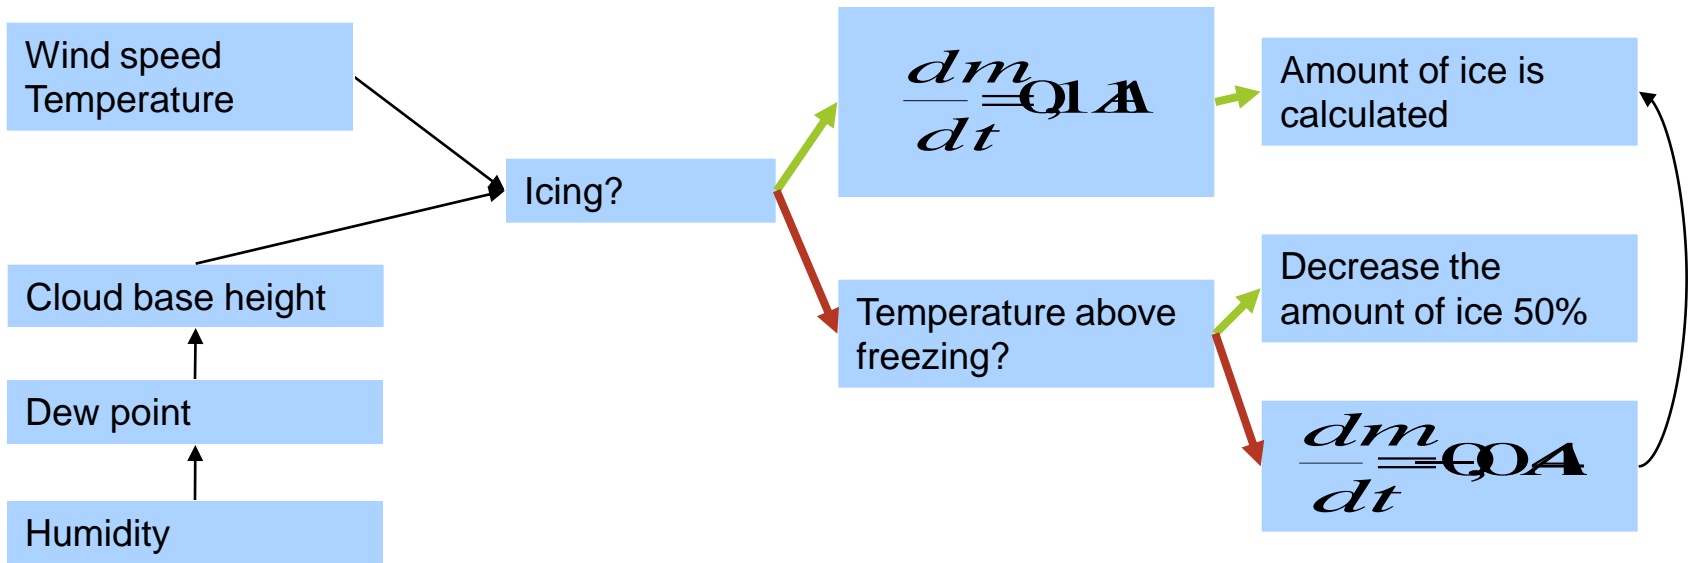 Wind speed
Temperature
Cloud base height
Dew point
Humidity
Icing?
dm
dt
Temperature above
freezing?
Amount of ice is
calculated
Decrease the
amount of ice 50%
dm
dt